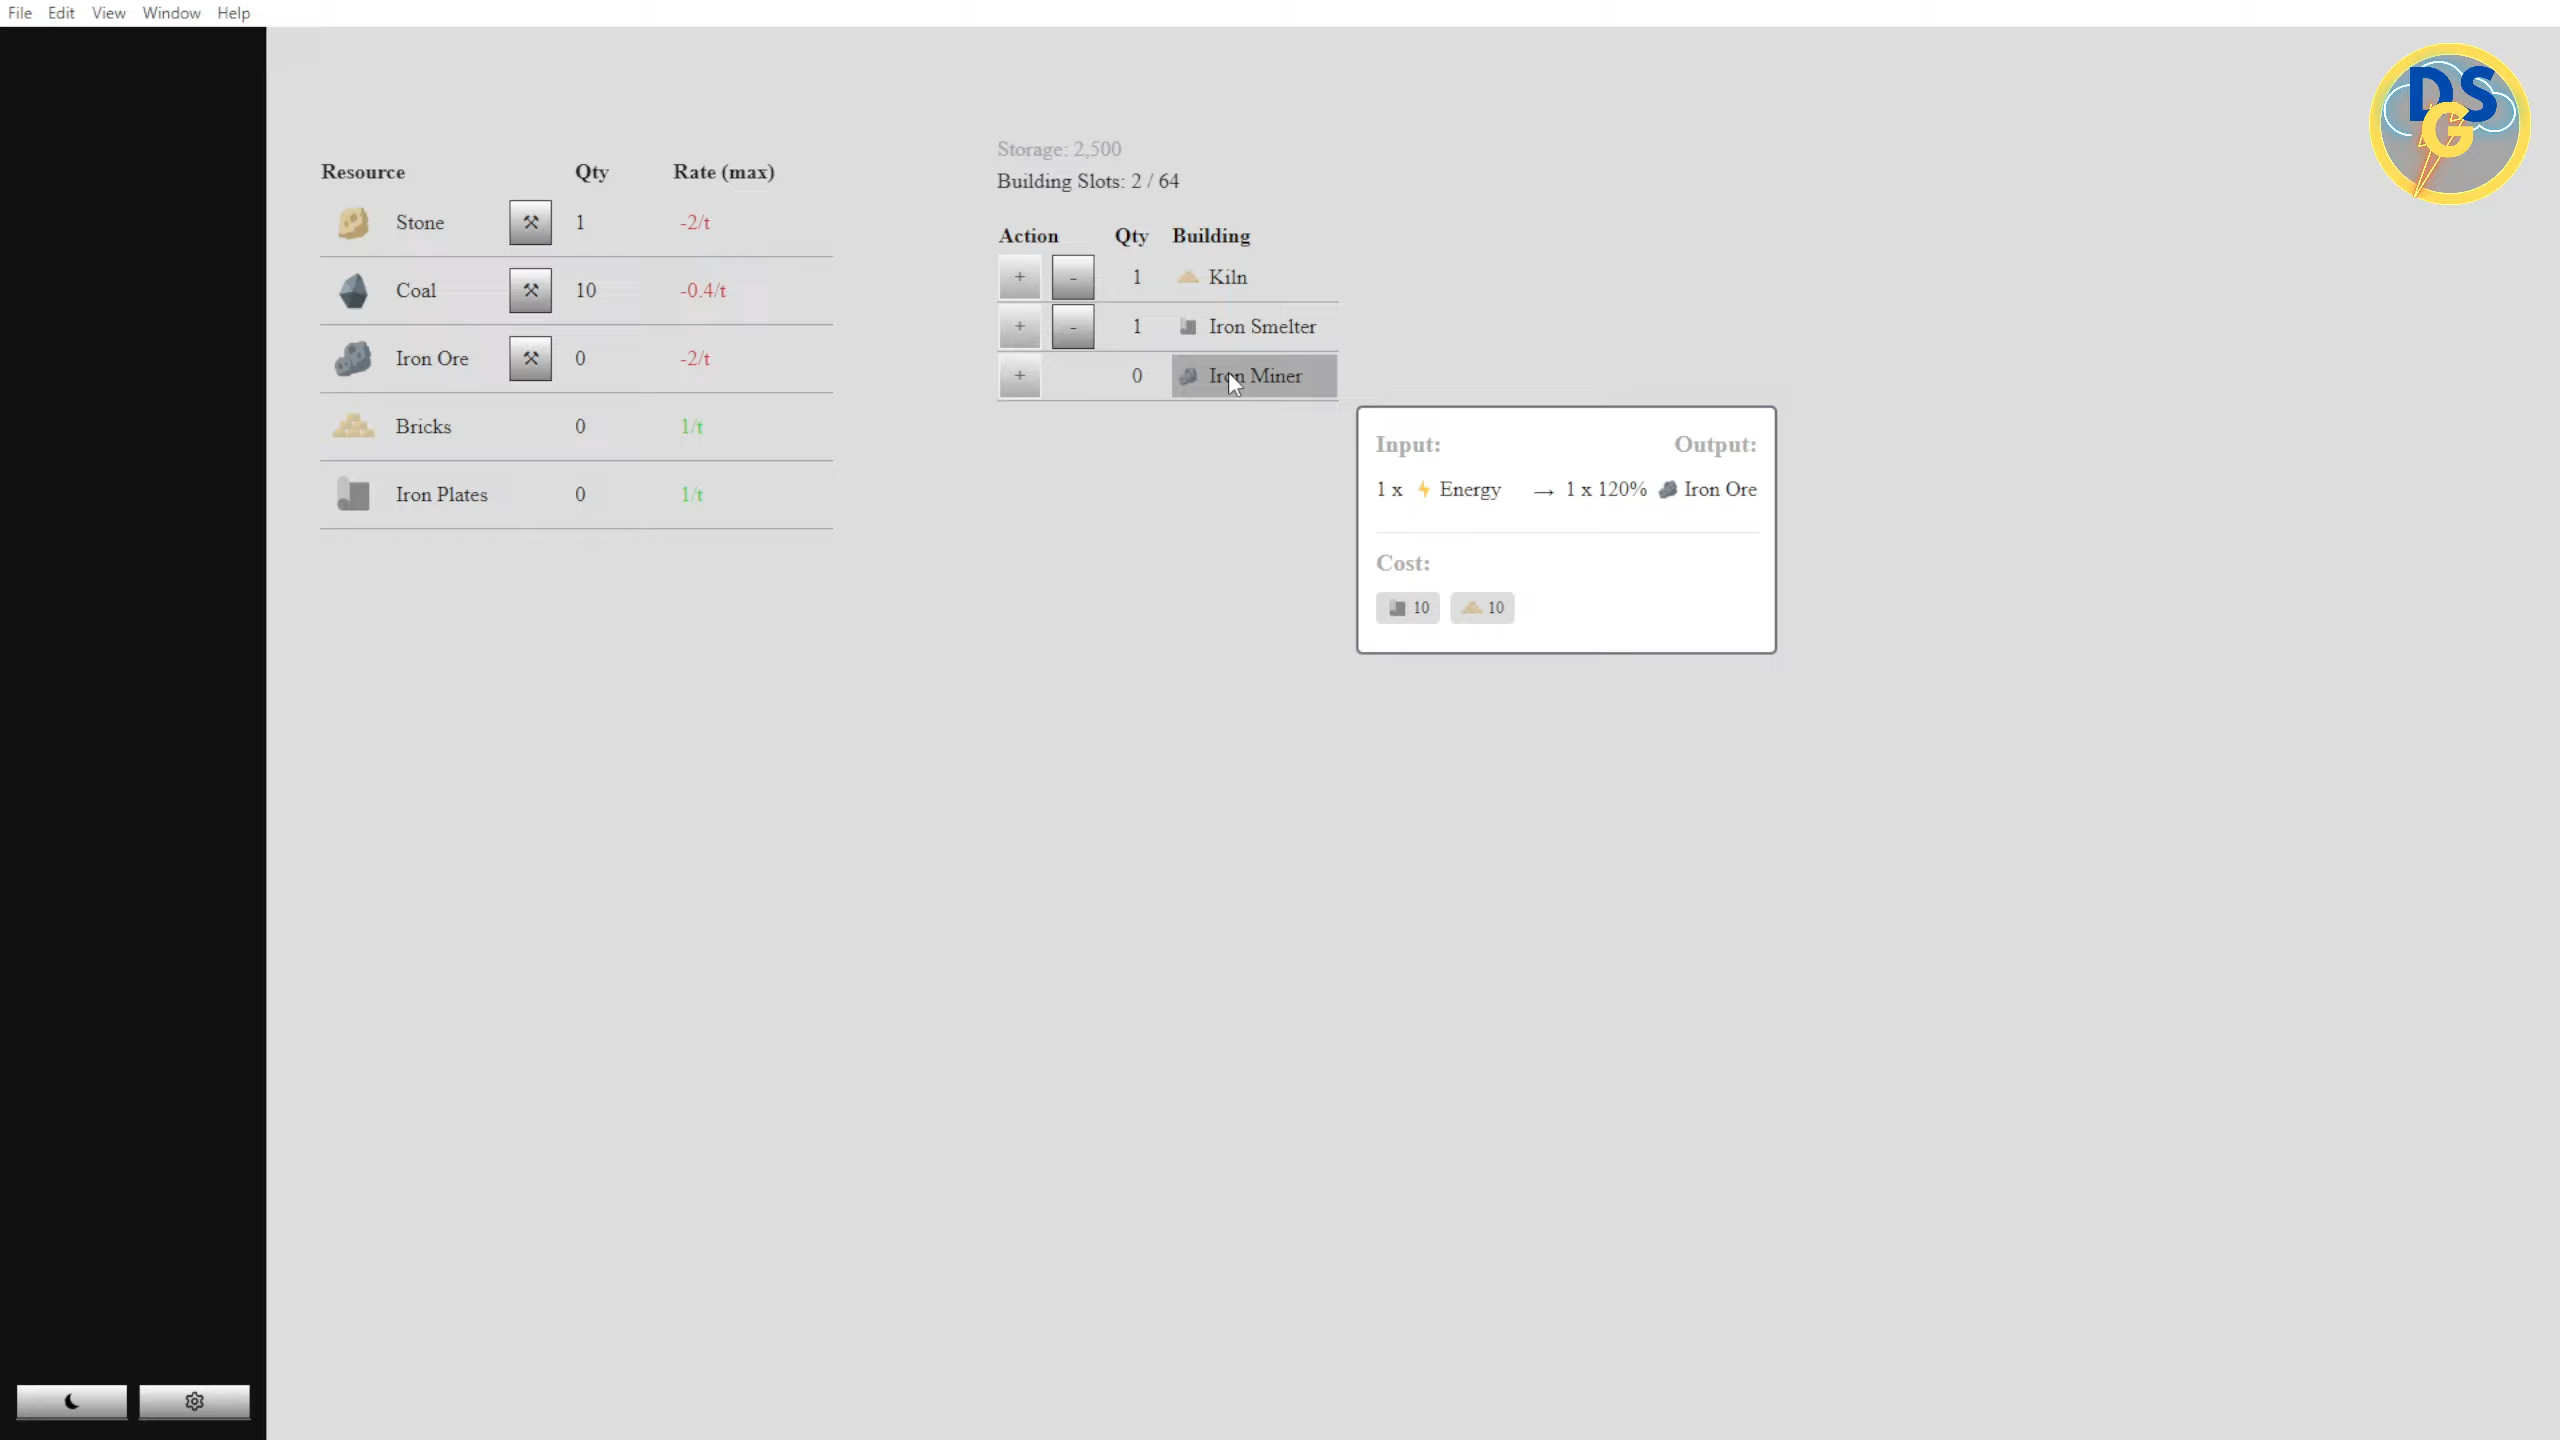 File Edit View Window Help
DSG
Storage: 2,500
Building Slots: 2 / 64
Resource Qty Rate (max)
Stone 1 -2/t
Coal 10 -0.4/t
Iron Ore 0 -2/t
Bricks 0 1/t
Iron Plates 0 1/t
Action Qty Building
+ - 1 Kiln
+ - 1 Iron Smelter
+ 0 Iron Miner
Input: Output:
1 x Energy → 1 x 120% Iron Ore
Cost:
10 10